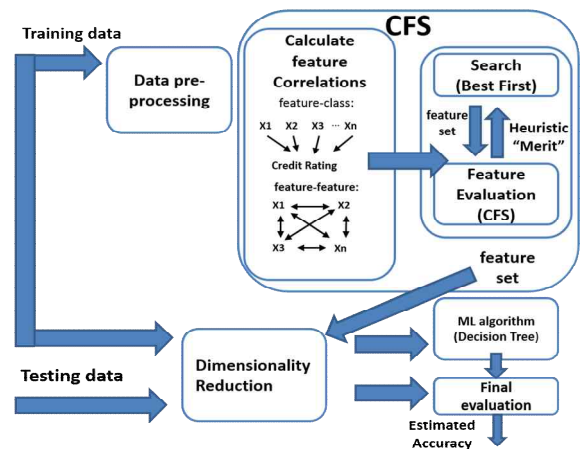 CFS
Training data
Data pre-
processing
Calculate
feature
Correlations
feature-class:
X1 X2 X3 ... Xn
Credit Rating
feature-feature:
X1 X2
X3 Xn
Search
(Best First)
feature
set
Heuristic
“Merit”
Feature
Evaluation
(CFS)
feature
set
Dimensionality
Reduction
Testing data
ML algorithm
(Decision Tree)
Final
evaluation
Estimated
Accuracy